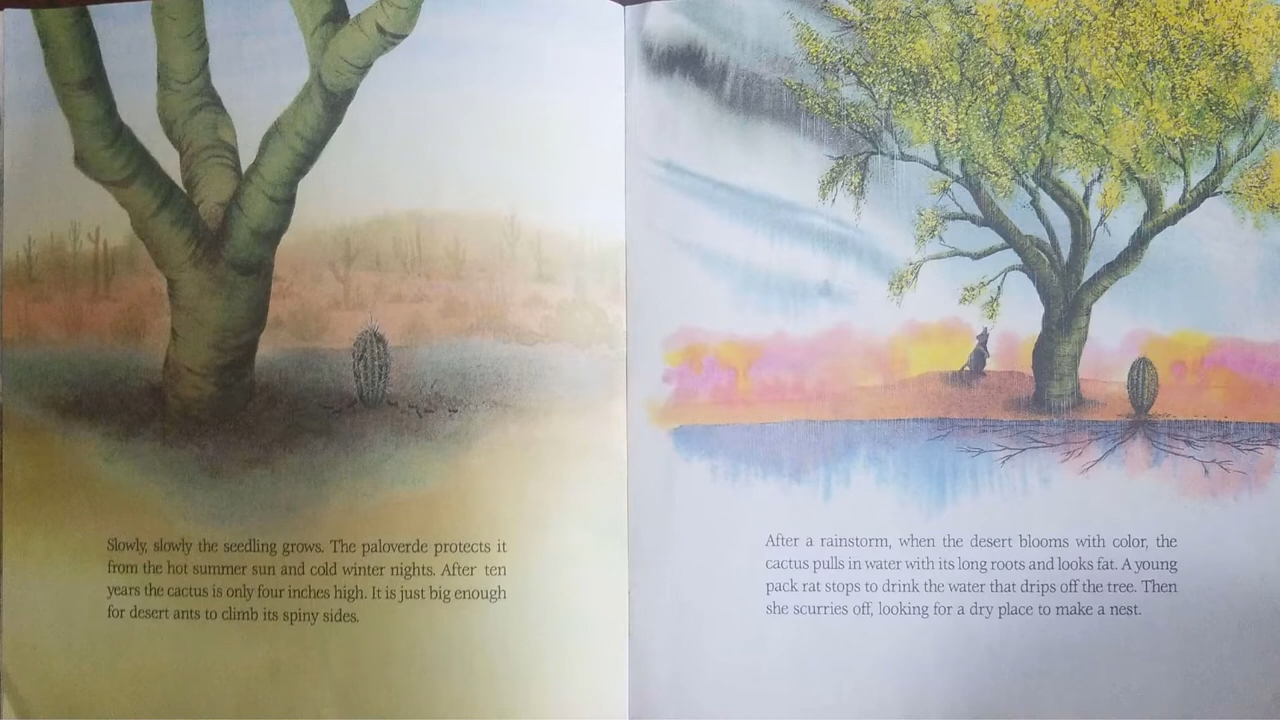 Slowly, slowly the seedling grows. The paloverde protects it
from the hot summer sun and cold winter nights. After ten
years the cactus is only four inches high. It is just big enough
for desert ants to climb its spiny sides.
After a rainstorm, when the desert blooms with color, the
cactus pulls in water with its long roots and looks fat. A young
pack rat stops to drink the water that drips off the tree. Then
she scurries off, looking for a dry place to make a nest.